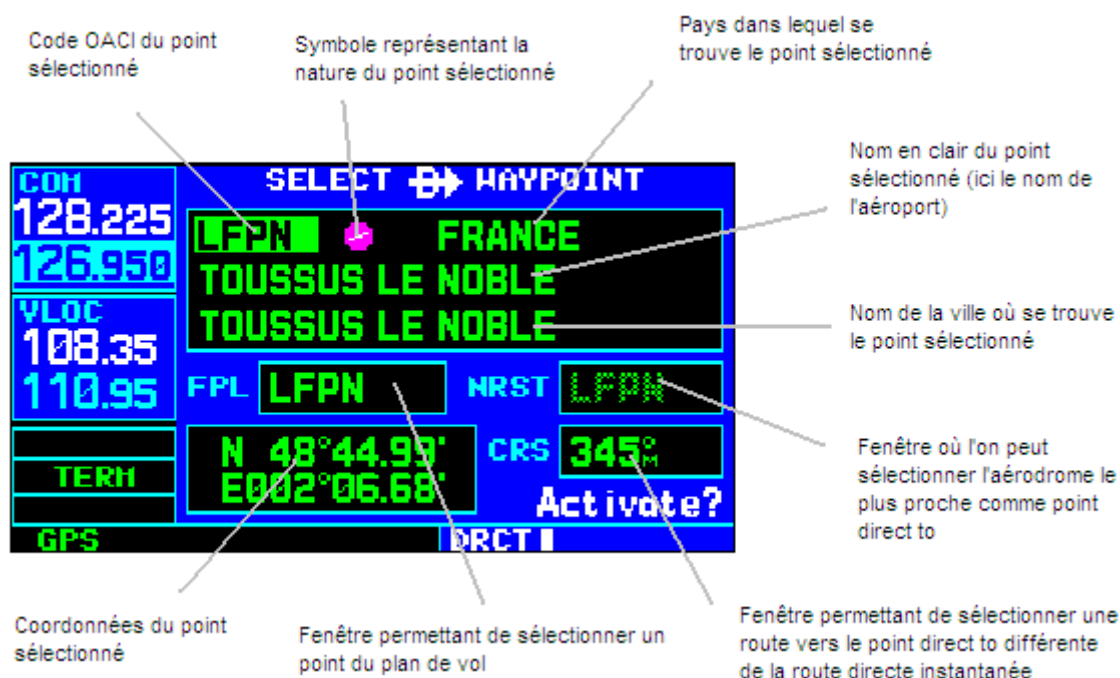 Code OACI du point
sélectionné
Symbole représentant la
nature du point sélectionné
Pays dans lequel se
trouve le point sélectionné
Nom en clair du point
sélectionné (ici le nom de
l'aéroport)
Nom de la ville où se trouve
le point sélectionné
Fenêtre où l'on peut
sélectionner l'aérodrome le
plus proche comme point
direct to
COM
128.225
126.950
VLOC
108.35
110.95
TERM
GPS
SELECT D WAYPOINT
LFPN FRANCE
TOUSSUS LE NOBLE
TOUSSUS LE NOBLE
FPL LFPN NRST LFPN
N 48°44.99' CRS 345°M
E002°06.68'
Activate?
DRCT
Coordonnées du point
sélectionné
Fenêtre permettant de sélectionner un
point du plan de vol
Fenêtre permettant de sélectionner une
route vers le point direct to différente
de la route directe instantanée